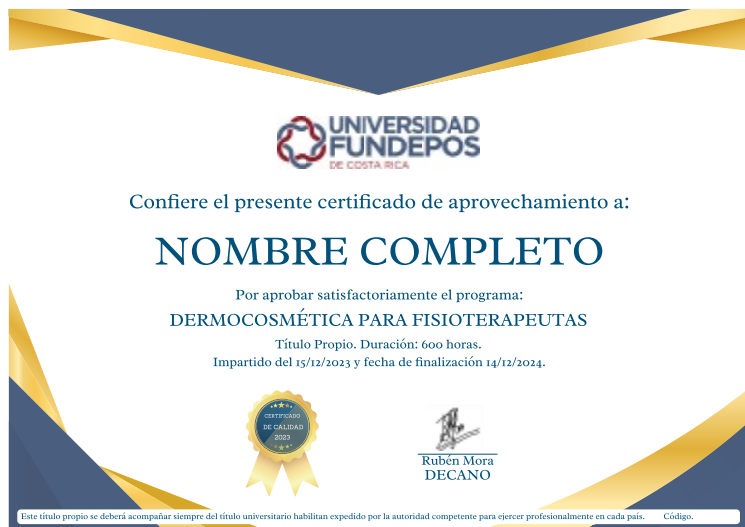 UNIVERSIDAD
FUNDEPOS
DE COSTA RICA
Confiere el presente certificado de aprovechamiento a:
NOMBRE COMPLETO
Por aprobar satisfactoriamente el programa:
DERMOCOSMÉTICA PARA FISIOTERAPEUTAS
Título Propio. Duración: 600 horas.
Impartido del 15/12/2023 y fecha de finalización 14/12/2024.
CERTIFICADO
DE CALIDAD
2023
Rubén Mora
DECANO
Este título propio se deberá acompañar siempre del título universitario habilitan expedido por la autoridad competente para ejercer profesionalmente en cada país. Código.